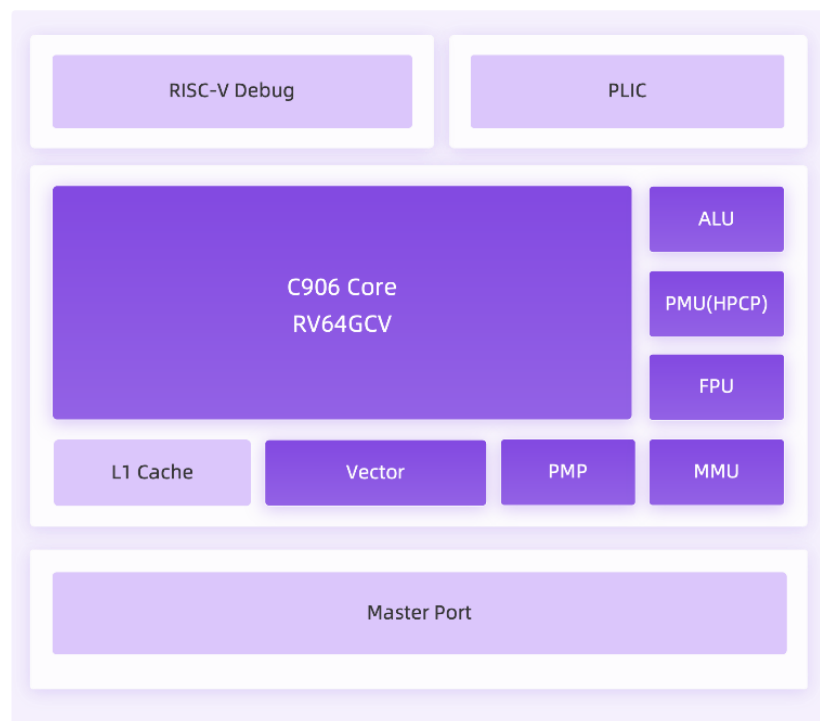 RISC-V Debug
PLIC
C906 Core
RV64GCV
ALU
PMU(HPCP)
FPU
L1 Cache
Vector
PMP
MMU
Master Port